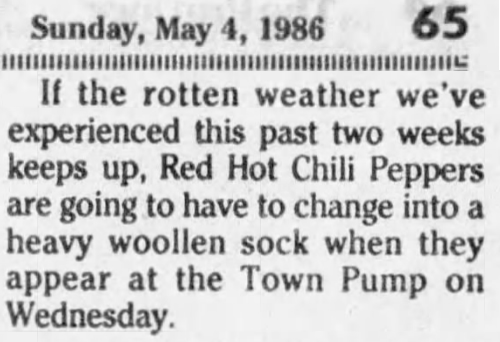 Sunday, May 4, 1986 65
If the rotten weather we've
experienced this past two weeks
keeps up, Red Hot Chili Peppers
are going to have to change into a
heavy woollen sock when they
appear at the Town Pump on
Wednesday.